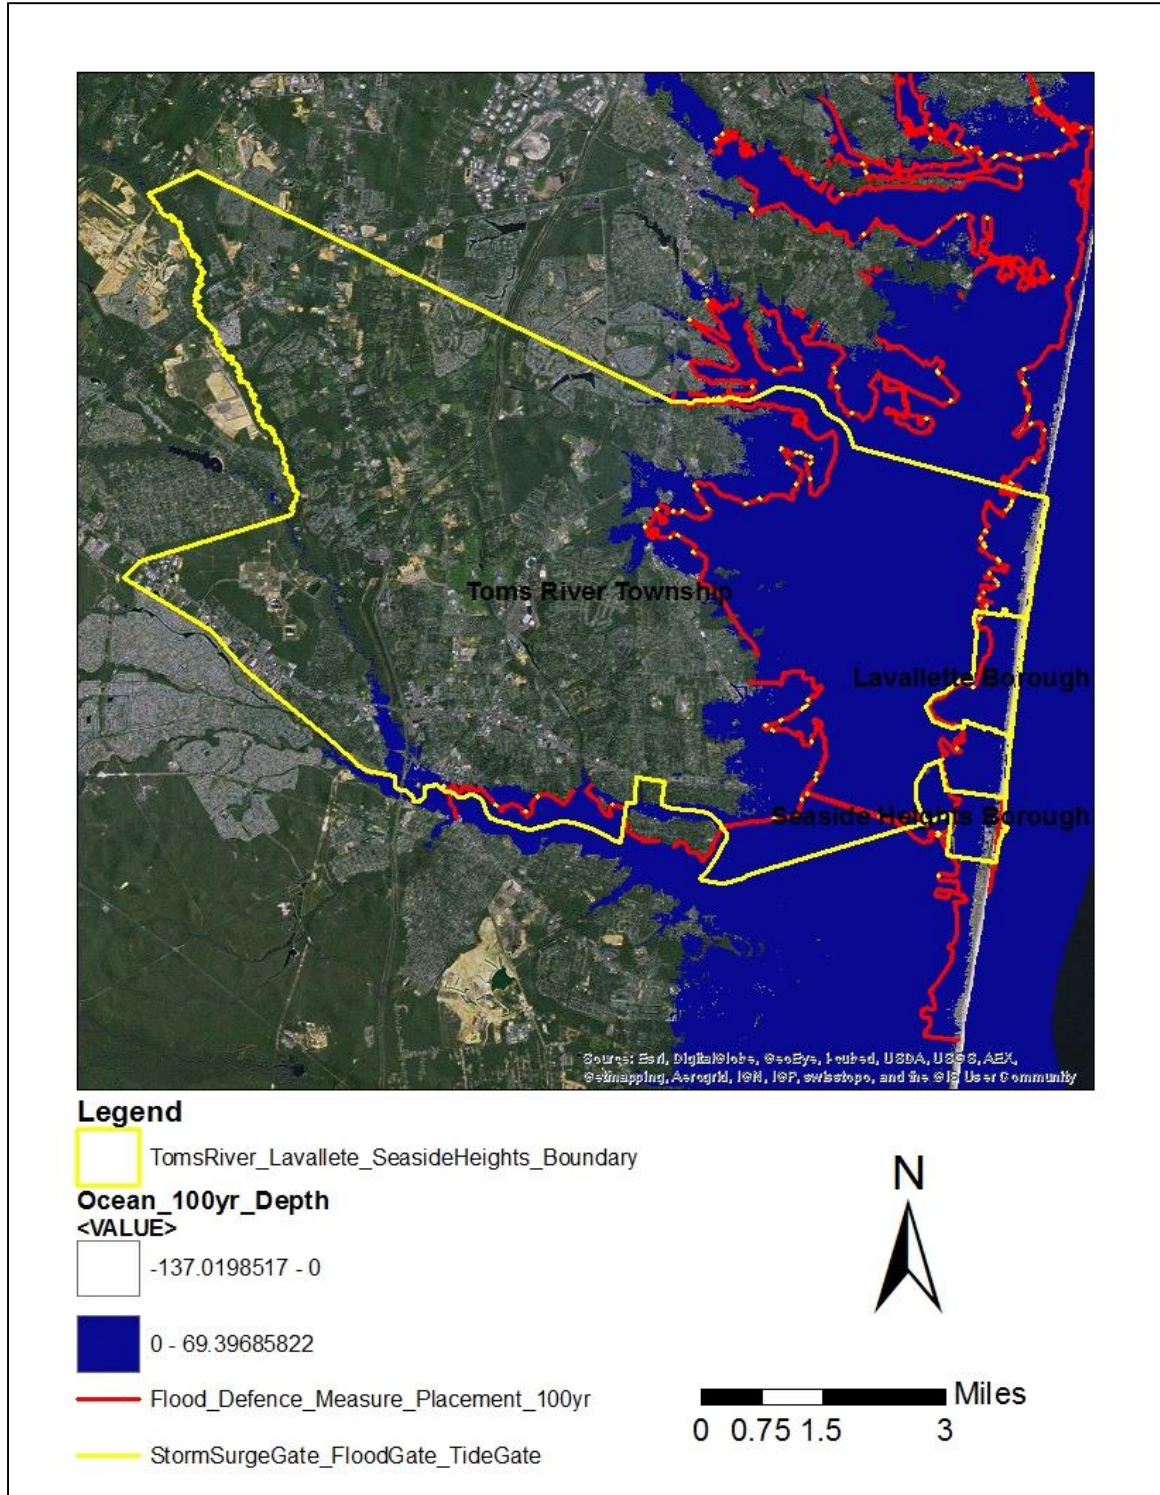 Toms River Township
Lavallette Borough
Seaside Heights Borough
Source: Esri, DigitalGlobe, GeoEye, i-cubed, USDA, USGS, AEX,
Getmapping, Aerogrid, IGN, IGP, swisstopo, and the GIS User Community
Legend
TomsRiver_Lavallete_SeasideHeights_Boundary
Ocean_100yr_Depth
<VALUE>
-137.0198517 - 0
0 - 69.39685822
Flood_Defence_Measure_Placement_100yr
StormSurgeGate_FloodGate_TideGate
N
Miles
0 0.75 1.5 3